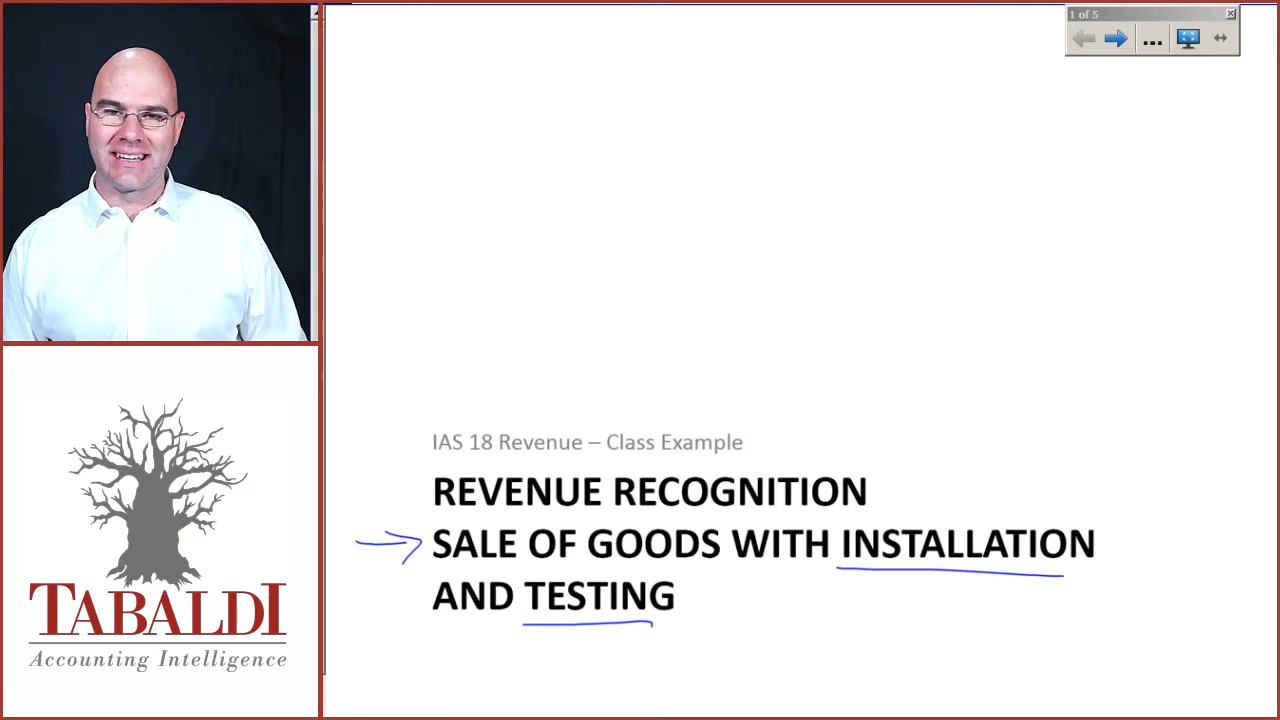 1 of 5
IAS 18 Revenue – Class Example
REVENUE RECOGNITION
SALE OF GOODS WITH INSTALLATION
AND TESTING
TABALDI
Accounting Intelligence